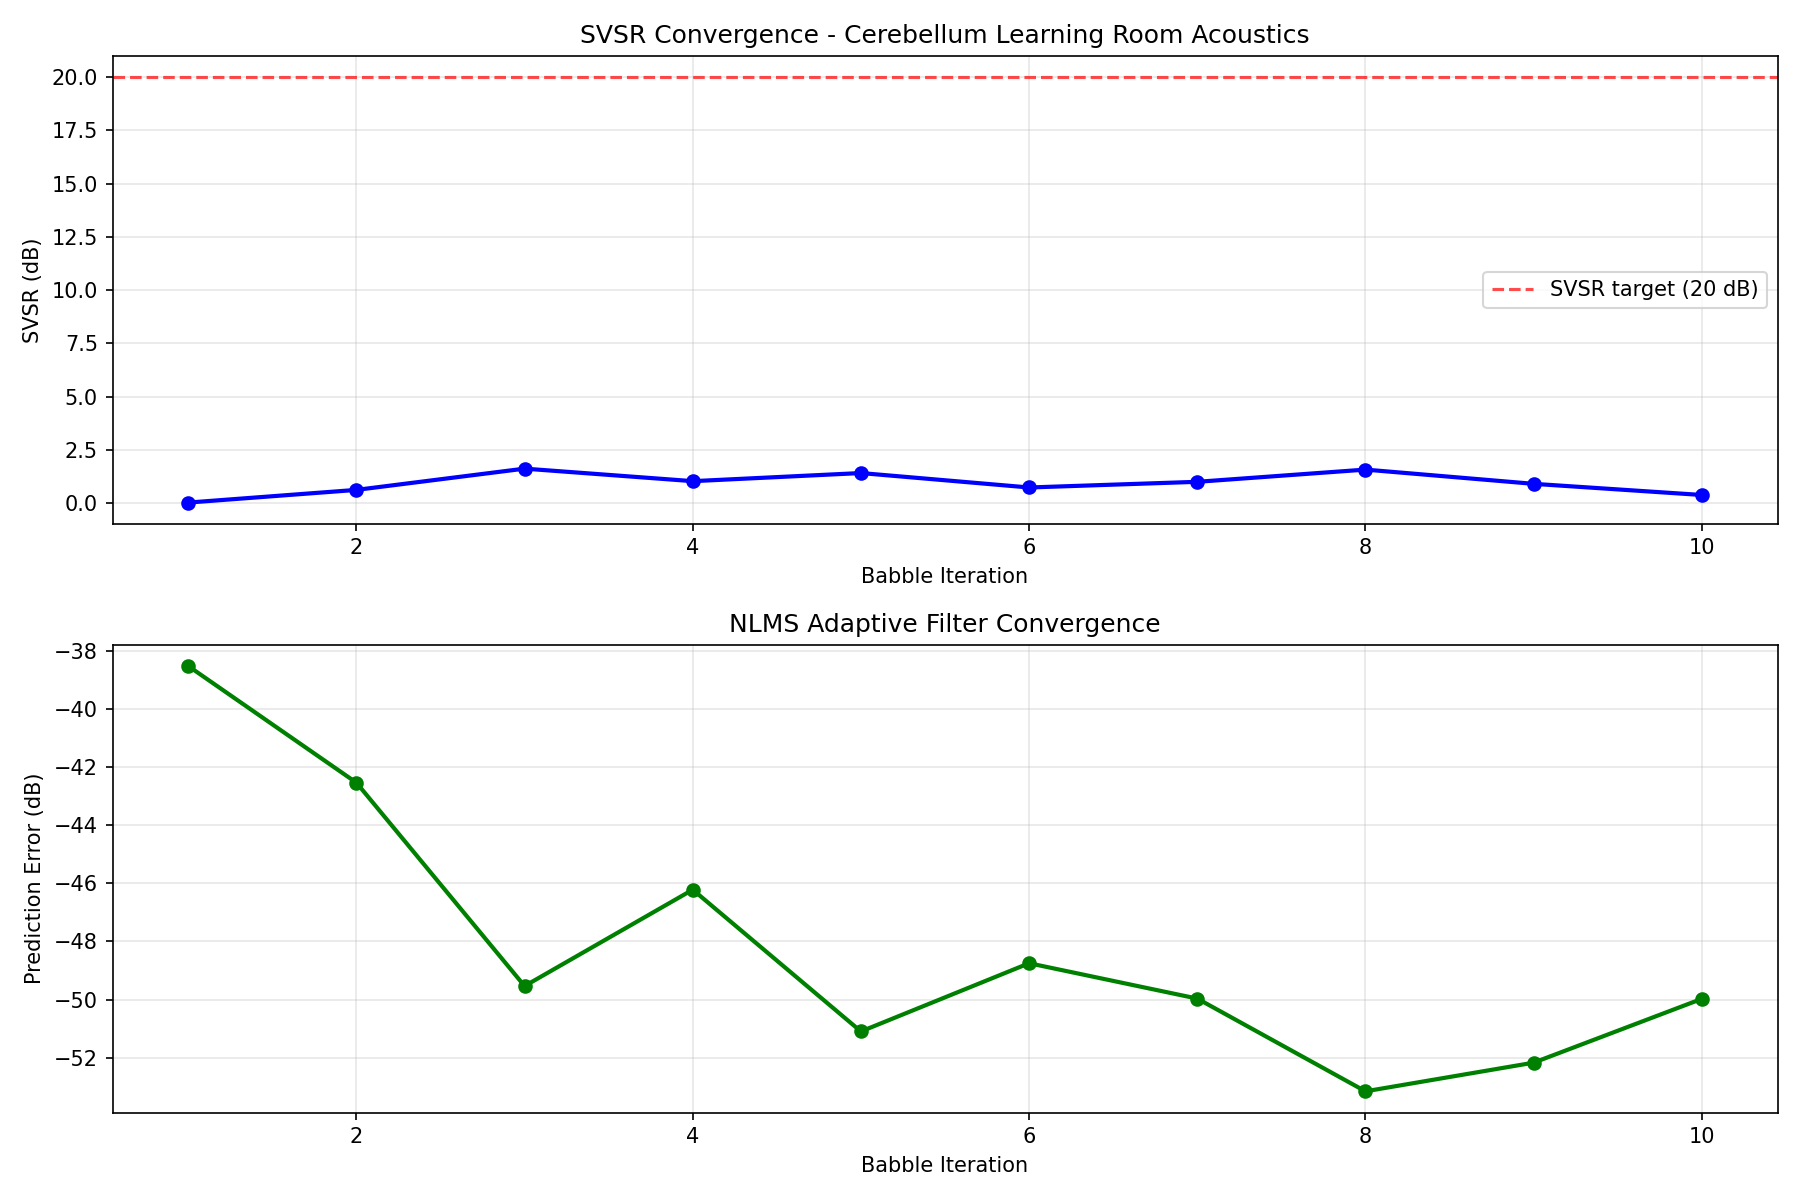 SVSR Convergence - Cerebellum Learning Room Acoustics
20.0
17.5
15.0
12.5
10.0
7.5
5.0
2.5
0.0
SVSR (dB)
SVSR target (20 dB)
2 4 6 8 10
Babble Iteration
NLMS Adaptive Filter Convergence
−38
−40
−42
−44
−46
−48
−50
−52
Prediction Error (dB)
2 4 6 8 10
Babble Iteration